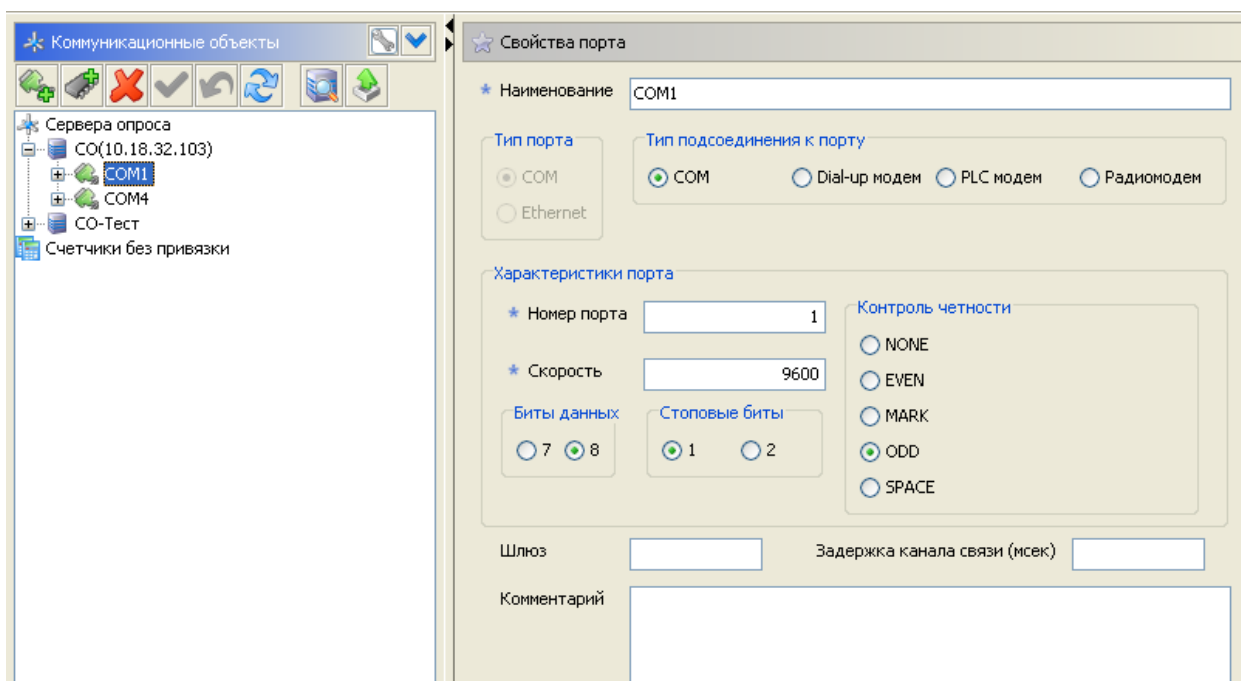 Коммуникационные объекты
Сервера опроса
СО(10.18.32.103)
COM1
COM4
СО-Тест
Счетчики без привязки
Свойства порта
* Наименование COM1
Тип порта
COM
Ethernet
Тип подсоединения к порту
COM Dial-up модем PLC модем Радиомодем
Характеристики порта
* Номер порта 1
* Скорость 9600
Биты данных
7 8
Стоповые биты
1 2
Контроль четности
NONE
EVEN
MARK
ODD
SPACE
Шлюз Задержка канала связи (мсек)
Комментарий